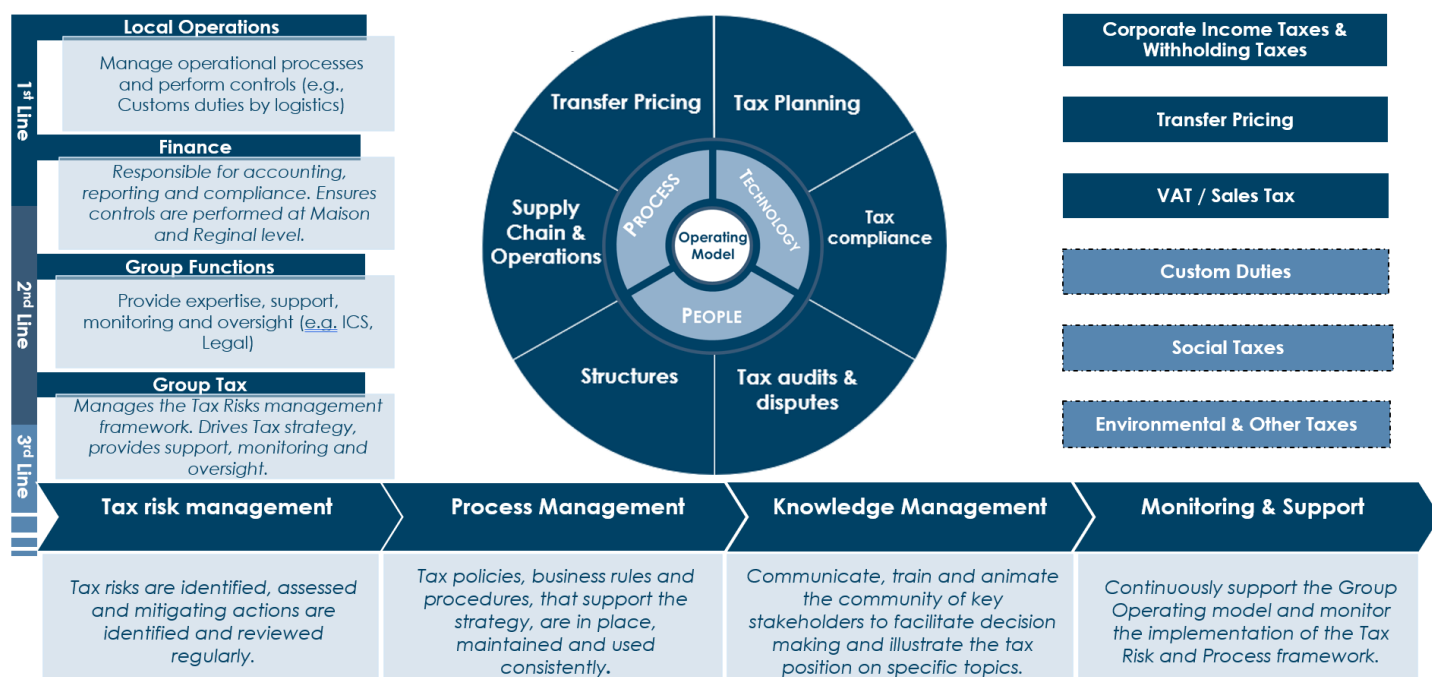 Local Operations
Manage operational processes
and perform controls (e.g.,
Customs duties by logistics)
Finance
Responsible for accounting,
reporting and compliance. Ensures
controls are performed at Maison
and Reginal level.
Group Functions
Provide expertise, support,
monitoring and oversight (e.g. ICS,
Legal)
Group Tax
Manages the Tax Risks management
framework. Drives Tax strategy,
provides support, monitoring and
oversight.
1st Line
2nd Line
3rd Line
Transfer Pricing
Tax Planning
Supply
Chain &
Operations
Tax
compliance
Structures
Tax audits &
disputes
PROCESS
TECHNOLOGY
PEOPLE
Operating
Model
Corporate Income Taxes &
Withholding Taxes
Transfer Pricing
VAT / Sales Tax
Custom Duties
Social Taxes
Environmental & Other Taxes
Tax risk management
Tax risks are identified, assessed
and mitigating actions are
identified and reviewed
regularly.
Process Management
Tax policies, business rules and
procedures, that support the
strategy, are in place,
maintained and used
consistently.
Knowledge Management
Communicate, train and animate
the community of key
stakeholders to facilitate decision
making and illustrate the tax
position on specific topics.
Monitoring & Support
Continuously support the Group
Operating model and monitor
the implementation of the Tax
Risk and Process framework.